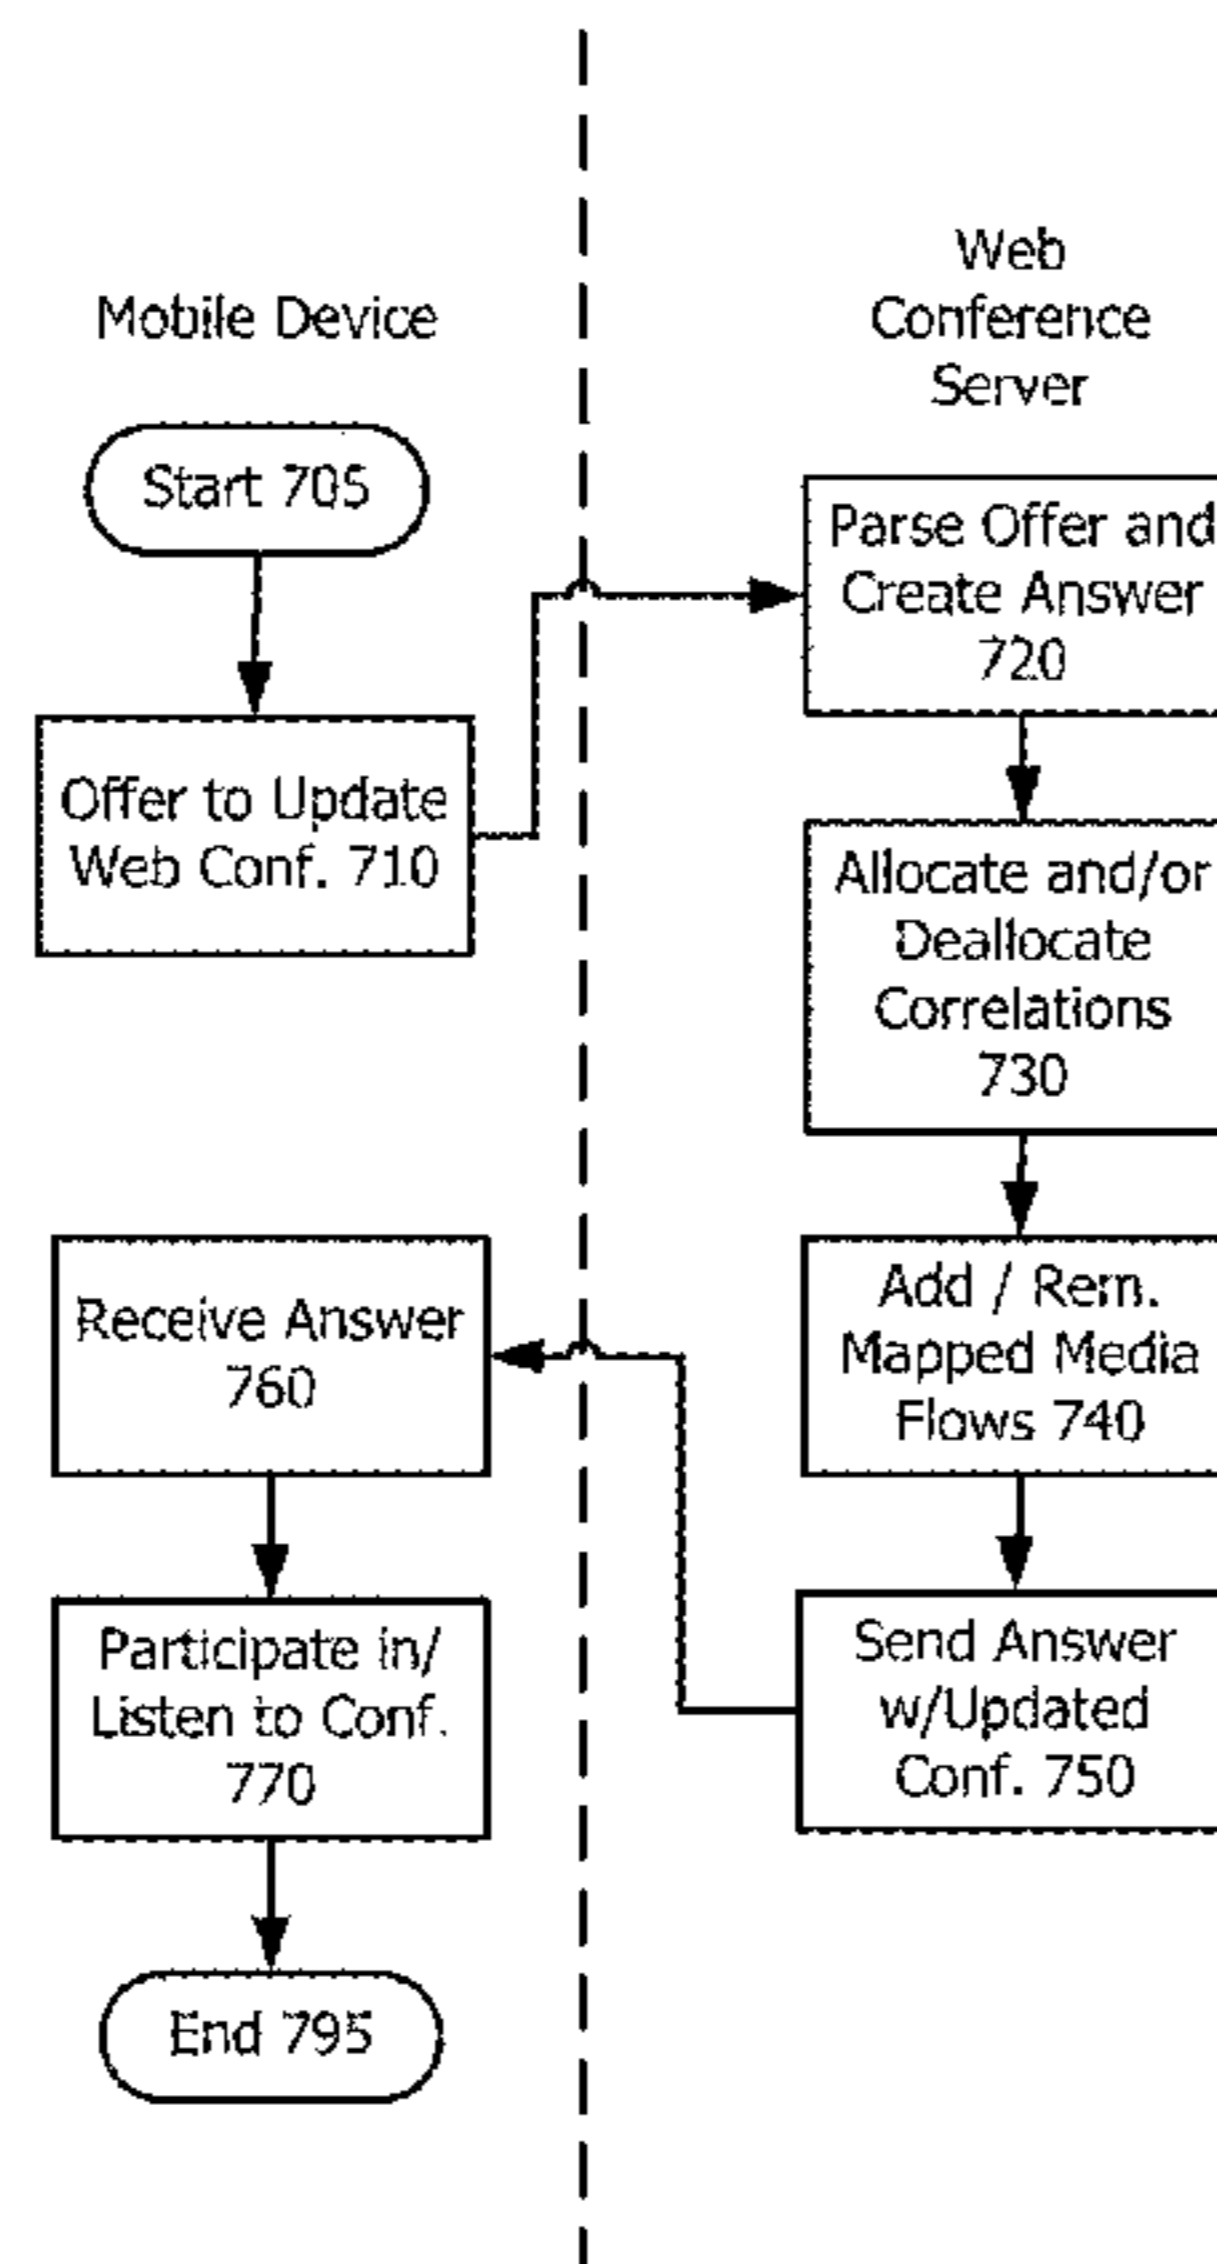 Mobile Device
Start 705
Offer to Update
Web Conf. 710
Receive Answer
760
Participate in/
Listen to Conf.
770
End 795
Web
Conference
Server
Parse Offer and
Create Answer
720
Allocate and/or
Deallocate
Correlations
730
Add / Rem.
Mapped Media
Flows 740
Send Answer
w/Updated
Conf. 750